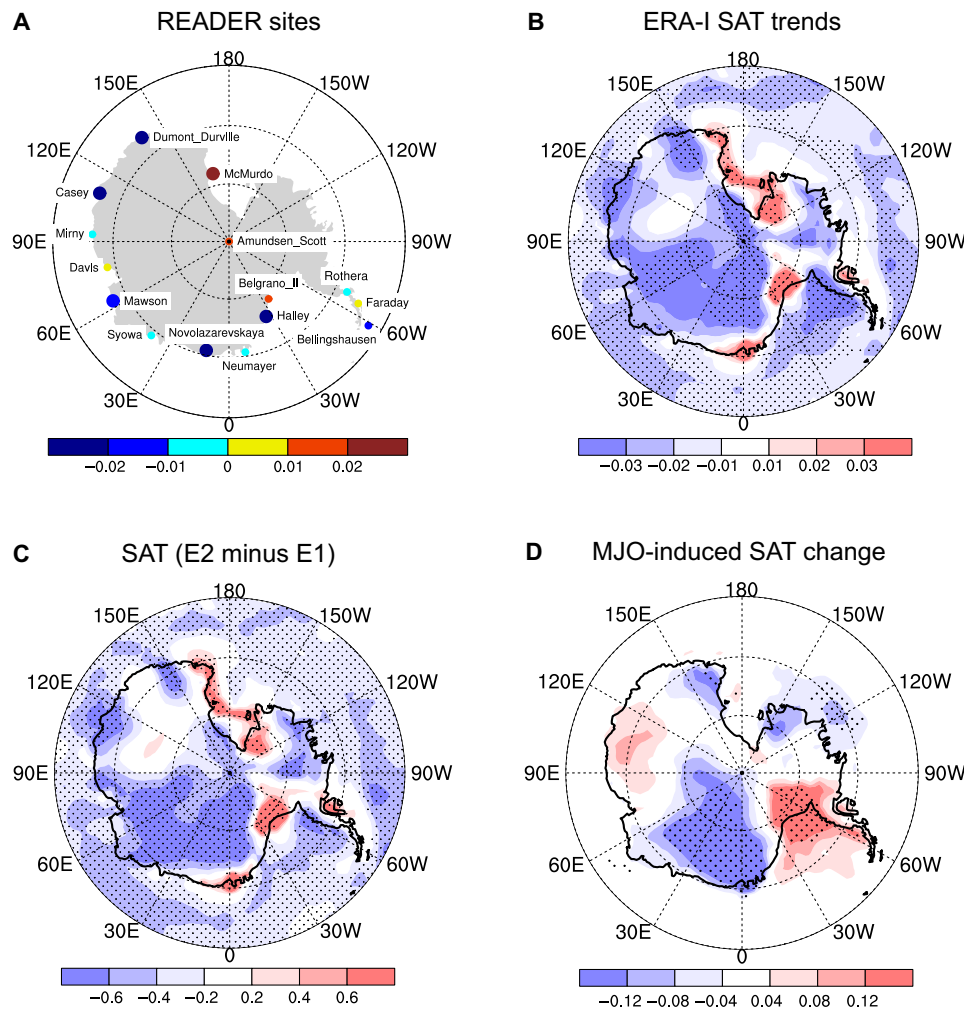 A READER sites
180
150E 150W
120E 120W
90E 90W
60E 60W
30E 30W
0
Dumont_Durville
McMurdo
Casey
Mirny
Amundsen_Scott
Davis
Belgrano_II
Rothera
Mawson
Faraday
Halley
Syowa
Novolazarevskaya
Bellingshausen
Neumayer
−0.02 −0.01 0 0.01 0.02
B ERA-I SAT trends
180
150E 150W
120E 120W
90E 90W
60E 60W
30E 30W
0
−0.03 −0.02 −0.01 0.01 0.02 0.03
C SAT (E2 minus E1)
180
150E 150W
120E 120W
90E 90W
60E 60W
30E 30W
0
−0.6 −0.4 −0.2 0.2 0.4 0.6
D MJO-induced SAT change
180
150E 150W
120E 120W
90E 90W
60E 60W
30E 30W
0
−0.12 −0.08 −0.04 0.04 0.08 0.12